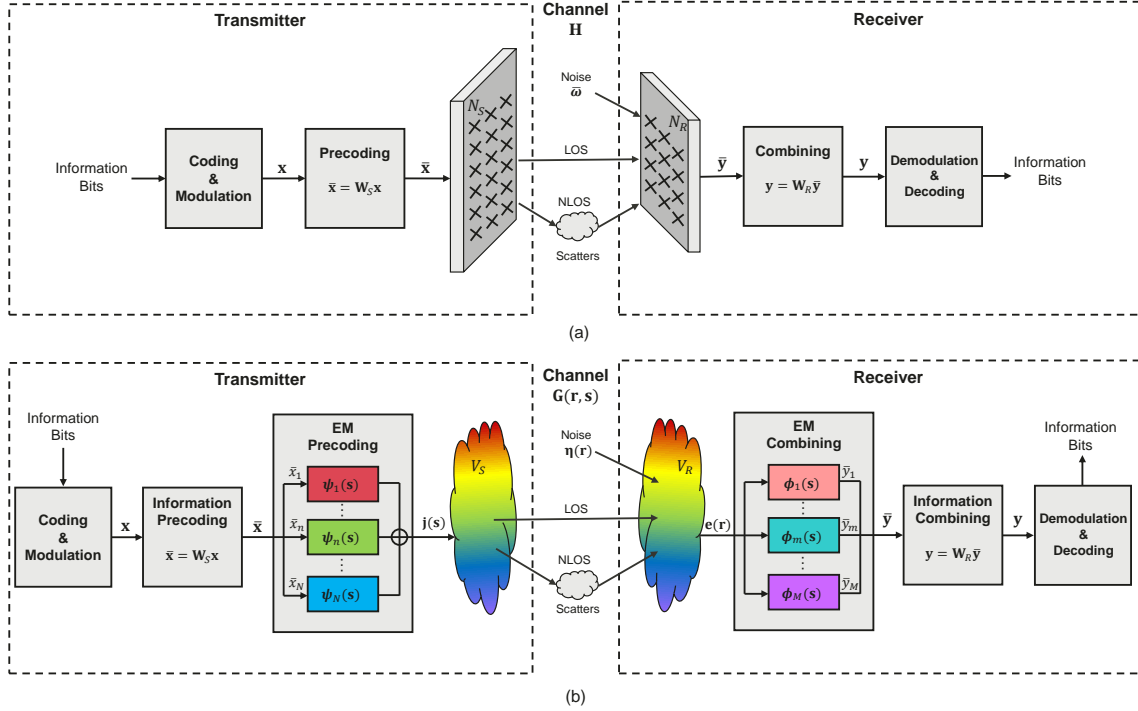 Transmitter
Channel
H
Receiver
Information
Bits
Coding
&
Modulation
x
Precoding
x̄ = W_S x
x̄
N_S
Noise
ω̄
LOS
NLOS
Scatters
N_R
ȳ
Combining
y = W_R ȳ
y
Demodulation
&
Decoding
Information
Bits
(a)
Transmitter
Channel
G(r, s)
Receiver
Information
Bits
Coding
&
Modulation
x
Information
Precoding
x̄ = W_S x
x̄
EM
Precoding
x̄_1
ψ_1(s)
⋮
x̄_n
ψ_n(s)
⋮
x̄_N
ψ_N(s)
j(s)
V_S
Noise
η(r)
LOS
NLOS
Scatters
V_R
e(r)
EM
Combining
ϕ_1(s)
ȳ_1
⋮
ϕ_m(s)
ȳ_m
⋮
ϕ_M(s)
ȳ_M
ȳ
Information
Combining
y = W_R ȳ
y
Demodulation
&
Decoding
Information
Bits
(b)